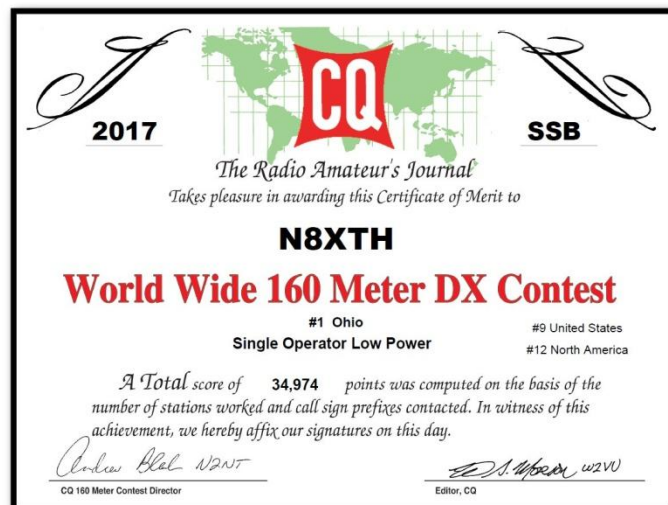 CQ
2017
SSB
The Radio Amateur's Journal
Takes pleasure in awarding this Certificate of Merit to
N8XTH
World Wide 160 Meter DX Contest
#1 Ohio
#9 United States
Single Operator Low Power
#12 North America
A Total score of 34,974 points was computed on the basis of the
number of stations worked and call sign prefixes contacted. In witness of this
achievement, we hereby affix our signatures on this day.
N2NT
W2VU
CQ 160 Meter Contest Director
Editor, CQ